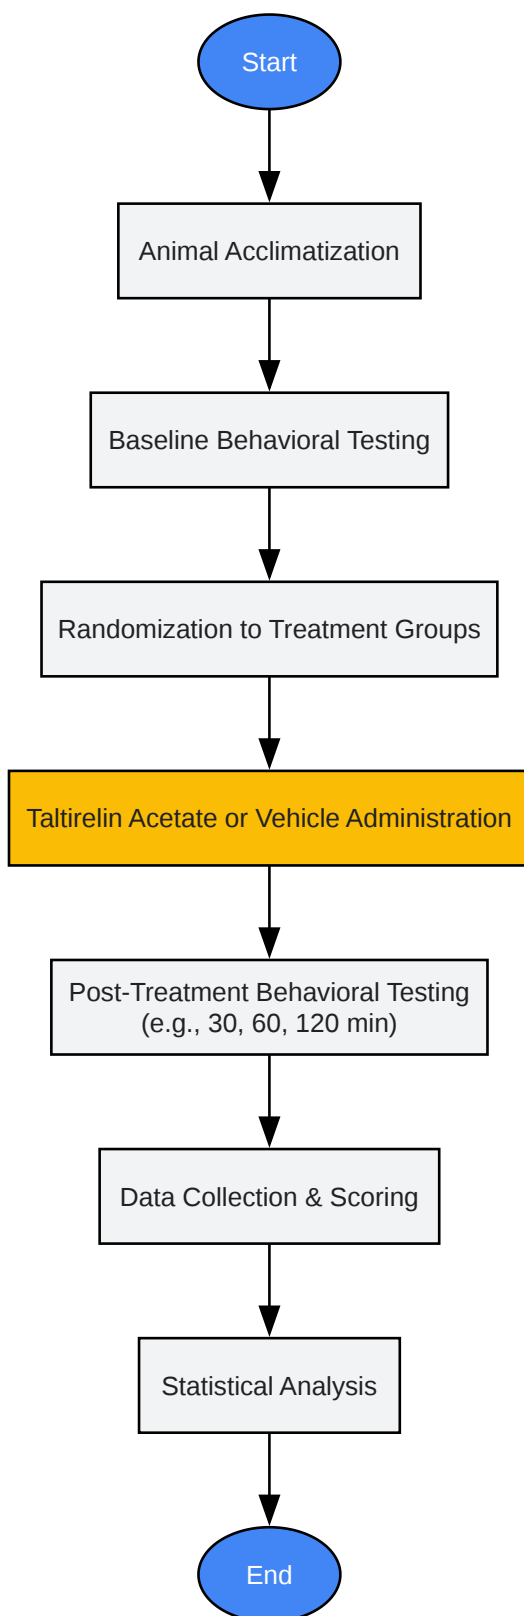 Start
Animal Acclimatization
Baseline Behavioral Testing
Randomization to Treatment Groups
Taltirelin Acetate or Vehicle Administration
Post-Treatment Behavioral Testing
(e.g., 30, 60, 120 min)
Data Collection & Scoring
Statistical Analysis
End